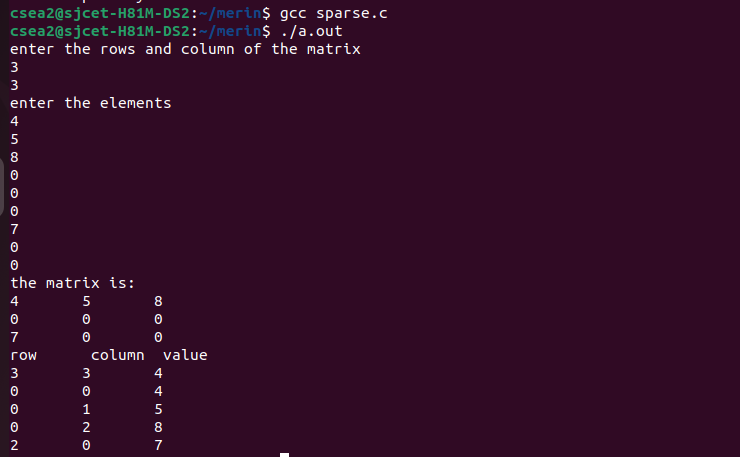 csea2@sjcet-H81M-DS2:~/merin$ gcc sparse.c
csea2@sjcet-H81M-DS2:~/merin$ ./a.out
enter the rows and column of the matrix
3
3
enter the elements
4
5
8
0
0
0
7
0
0
the matrix is:
4 5 8
0 0 0
7 0 0
row column value
3 3 4
0 0 4
0 1 5
0 2 8
2 0 7